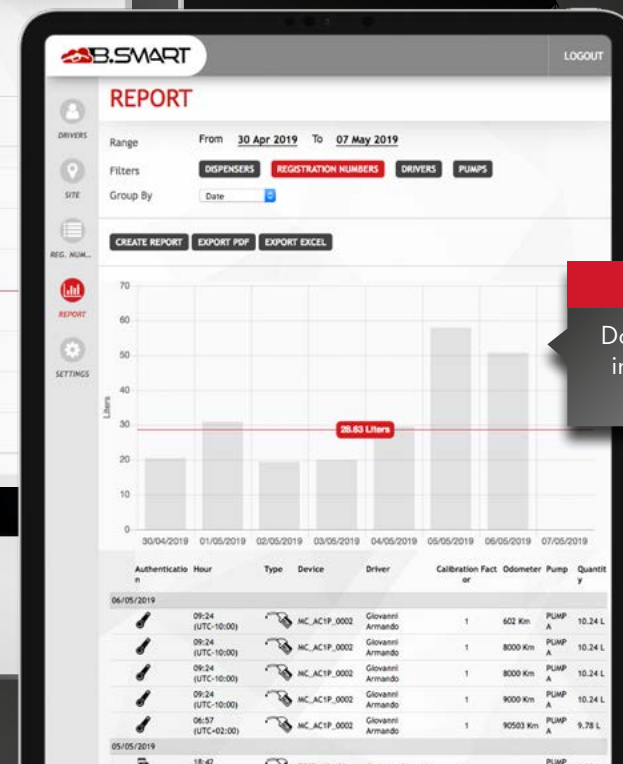 B.SMART
LOGOUT
REPORT
DRIVERS
SITE
REG. NUM...
REPORT
SETTINGS
Range From 30 Apr 2019 To 07 May 2019
Filters DISPENSERS REGISTRATION NUMBERS DRIVERS PUMPS
Group By Date
CREATE REPORT EXPORT PDF EXPORT EXCEL
70
60
50
40
30
20
10
0
Liters
28.63 Liters
30/04/2019 01/05/2019 02/05/2019 03/05/2019 04/05/2019 05/05/2019 06/05/2019 07/05/2019
Authenticatio Hour Type Device Driver Calibration Fact Odometer Pump Quantit
n or y
06/05/2019
09:24 (UTC-10:00) MC_AC1P_0002 Giovanni Armando 1 602 Km PUMP A 10.24 L
09:24 (UTC-10:00) MC_AC1P_0002 Giovanni Armando 1 8000 Km PUMP A 10.24 L
09:24 (UTC-10:00) MC_AC1P_0002 Giovanni Armando 1 8000 Km PUMP A 10.24 L
09:24 (UTC-10:00) MC_AC1P_0002 Giovanni Armando 1 9000 Km PUMP A 10.24 L
06:57 (UTC+02:00) MC_AC1P_0002 Giovanni Armando 1 90503 Km PUMP A 9.78 L
05/05/2019
18:42 PUMP